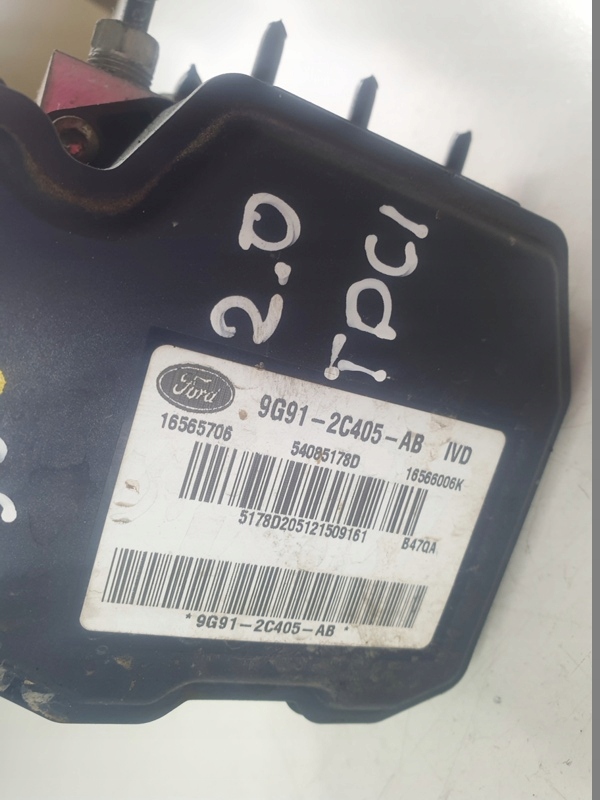 2.0
TDCI
Ford
9G91-2C405-AB IVD
16565706
54085178D
16566006K
5178D205121509161
B47QA
*9G91-2C405-AB*